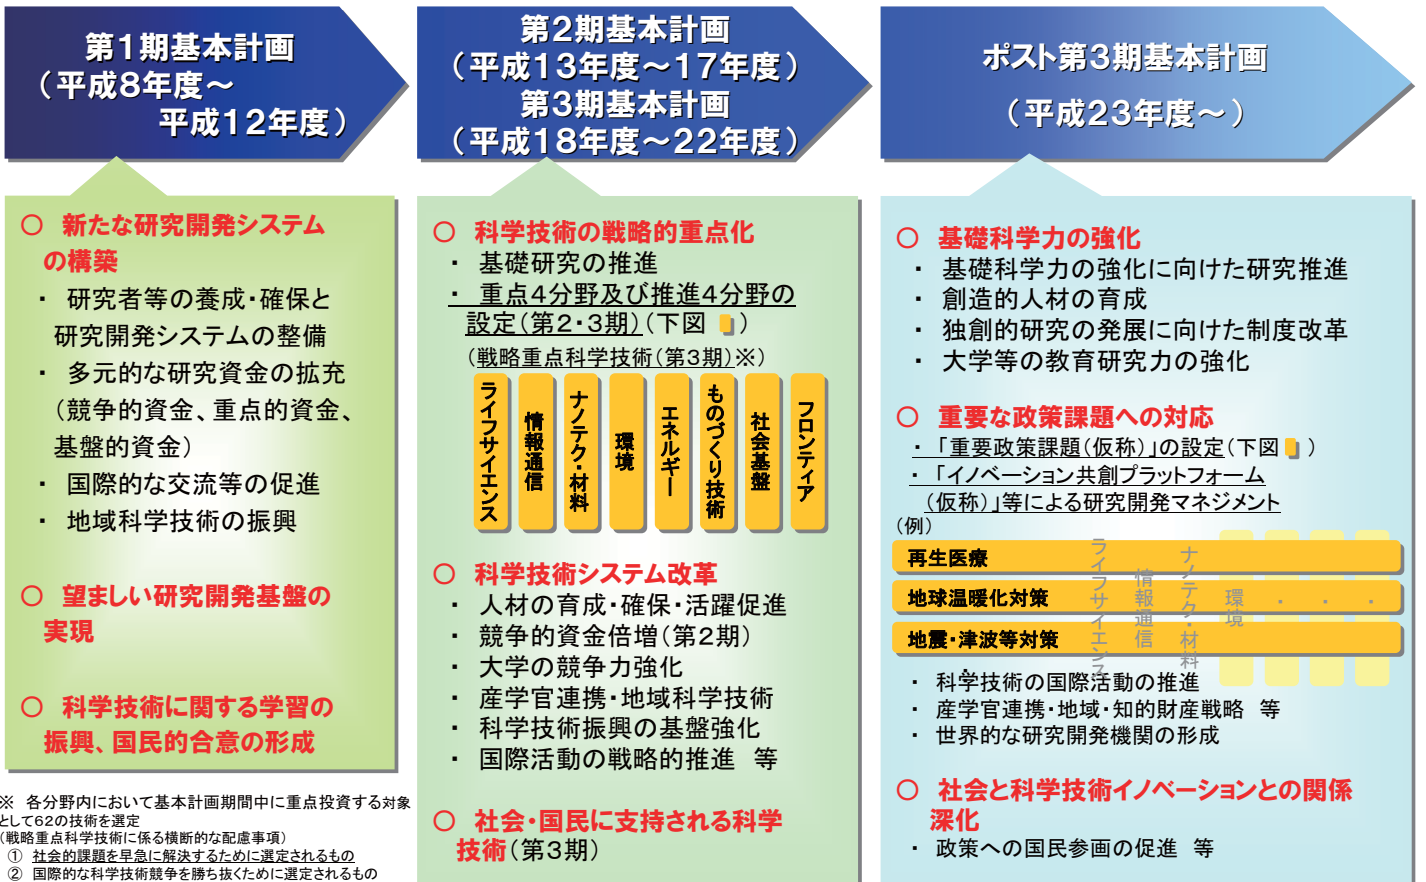 第1期基本計画
（平成8年度～
平成12年度）
第2期基本計画
（平成13年度～17年度）
第3期基本計画
（平成18年度～22年度）
ポスト第3期基本計画
（平成23年度～）
○ 新たな研究開発システム
の構築
・ 研究者等の養成・確保と
研究開発システムの整備
・ 多元的な研究資金の拡充
（競争的資金、重点的資金、
基盤的資金）
・ 国際的な交流等の促進
・ 地域科学技術の振興
○ 望ましい研究開発基盤の
実現
○ 科学技術に関する学習の
振興、国民的合意の形成
※ 各分野内において基本計画期間中に重点投資する対象
として62の技術を選定
（戦略重点科学技術に係る横断的な配慮事項）
① 社会的課題を早急に解決するために選定されるもの
② 国際的な科学技術競争を勝ち抜くために選定されるもの
○ 科学技術の戦略的重点化
・ 基礎研究の推進
・ 重点4分野及び推進4分野の
設定（第2・3期）（下図 ）
（戦略重点科学技術（第3期）※）
ライフサイエンス
情報通信
ナノテク・材料
環境
エネルギー
ものづくり技術
社会基盤
フロンティア
○ 科学技術システム改革
・ 人材の育成・確保・活躍促進
・ 競争的資金倍増（第2期）
・ 大学の競争力強化
・ 産学官連携・地域科学技術
・ 科学技術振興の基盤強化
・ 国際活動の戦略的推進 等
○ 社会・国民に支持される科学
技術（第3期）
○ 基礎科学力の強化
・ 基礎科学力の強化に向けた研究推進
・ 創造的人材の育成
・ 独創的研究の発展に向けた制度改革
・ 大学等の教育研究力の強化
○ 重要な政策課題への対応
・ 「重要政策課題（仮称）」の設定（下図 ）
・ 「イノベーション共創プラットフォーム
（仮称）」等による研究開発マネジメント
（例）
再生医療
地球温暖化対策
地震・津波等対策
ライフサイエンス
情報通信
ナノテク・材料
環境
・
・
・
・ 科学技術の国際活動の推進
・ 産学官連携・地域・知的財産戦略 等
・ 世界的な研究開発機関の形成
○ 社会と科学技術イノベーションとの関係
深化
・ 政策への国民参画の促進 等